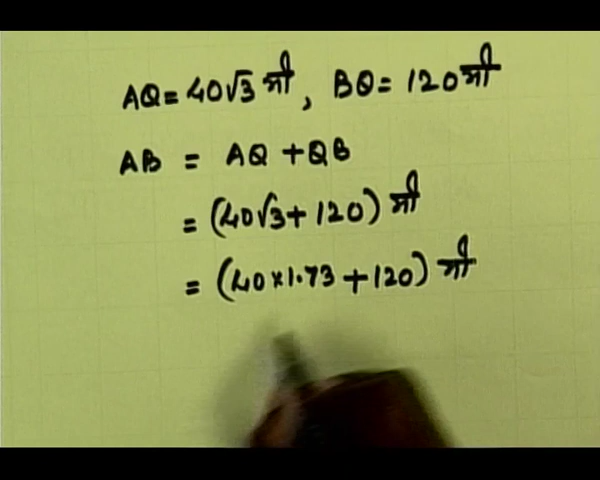 AQ = 40√3 मी, BQ = 120 मी
AB = AQ + QB
= (40√3 + 120) मी
= (40 × 1.73 + 120) मी